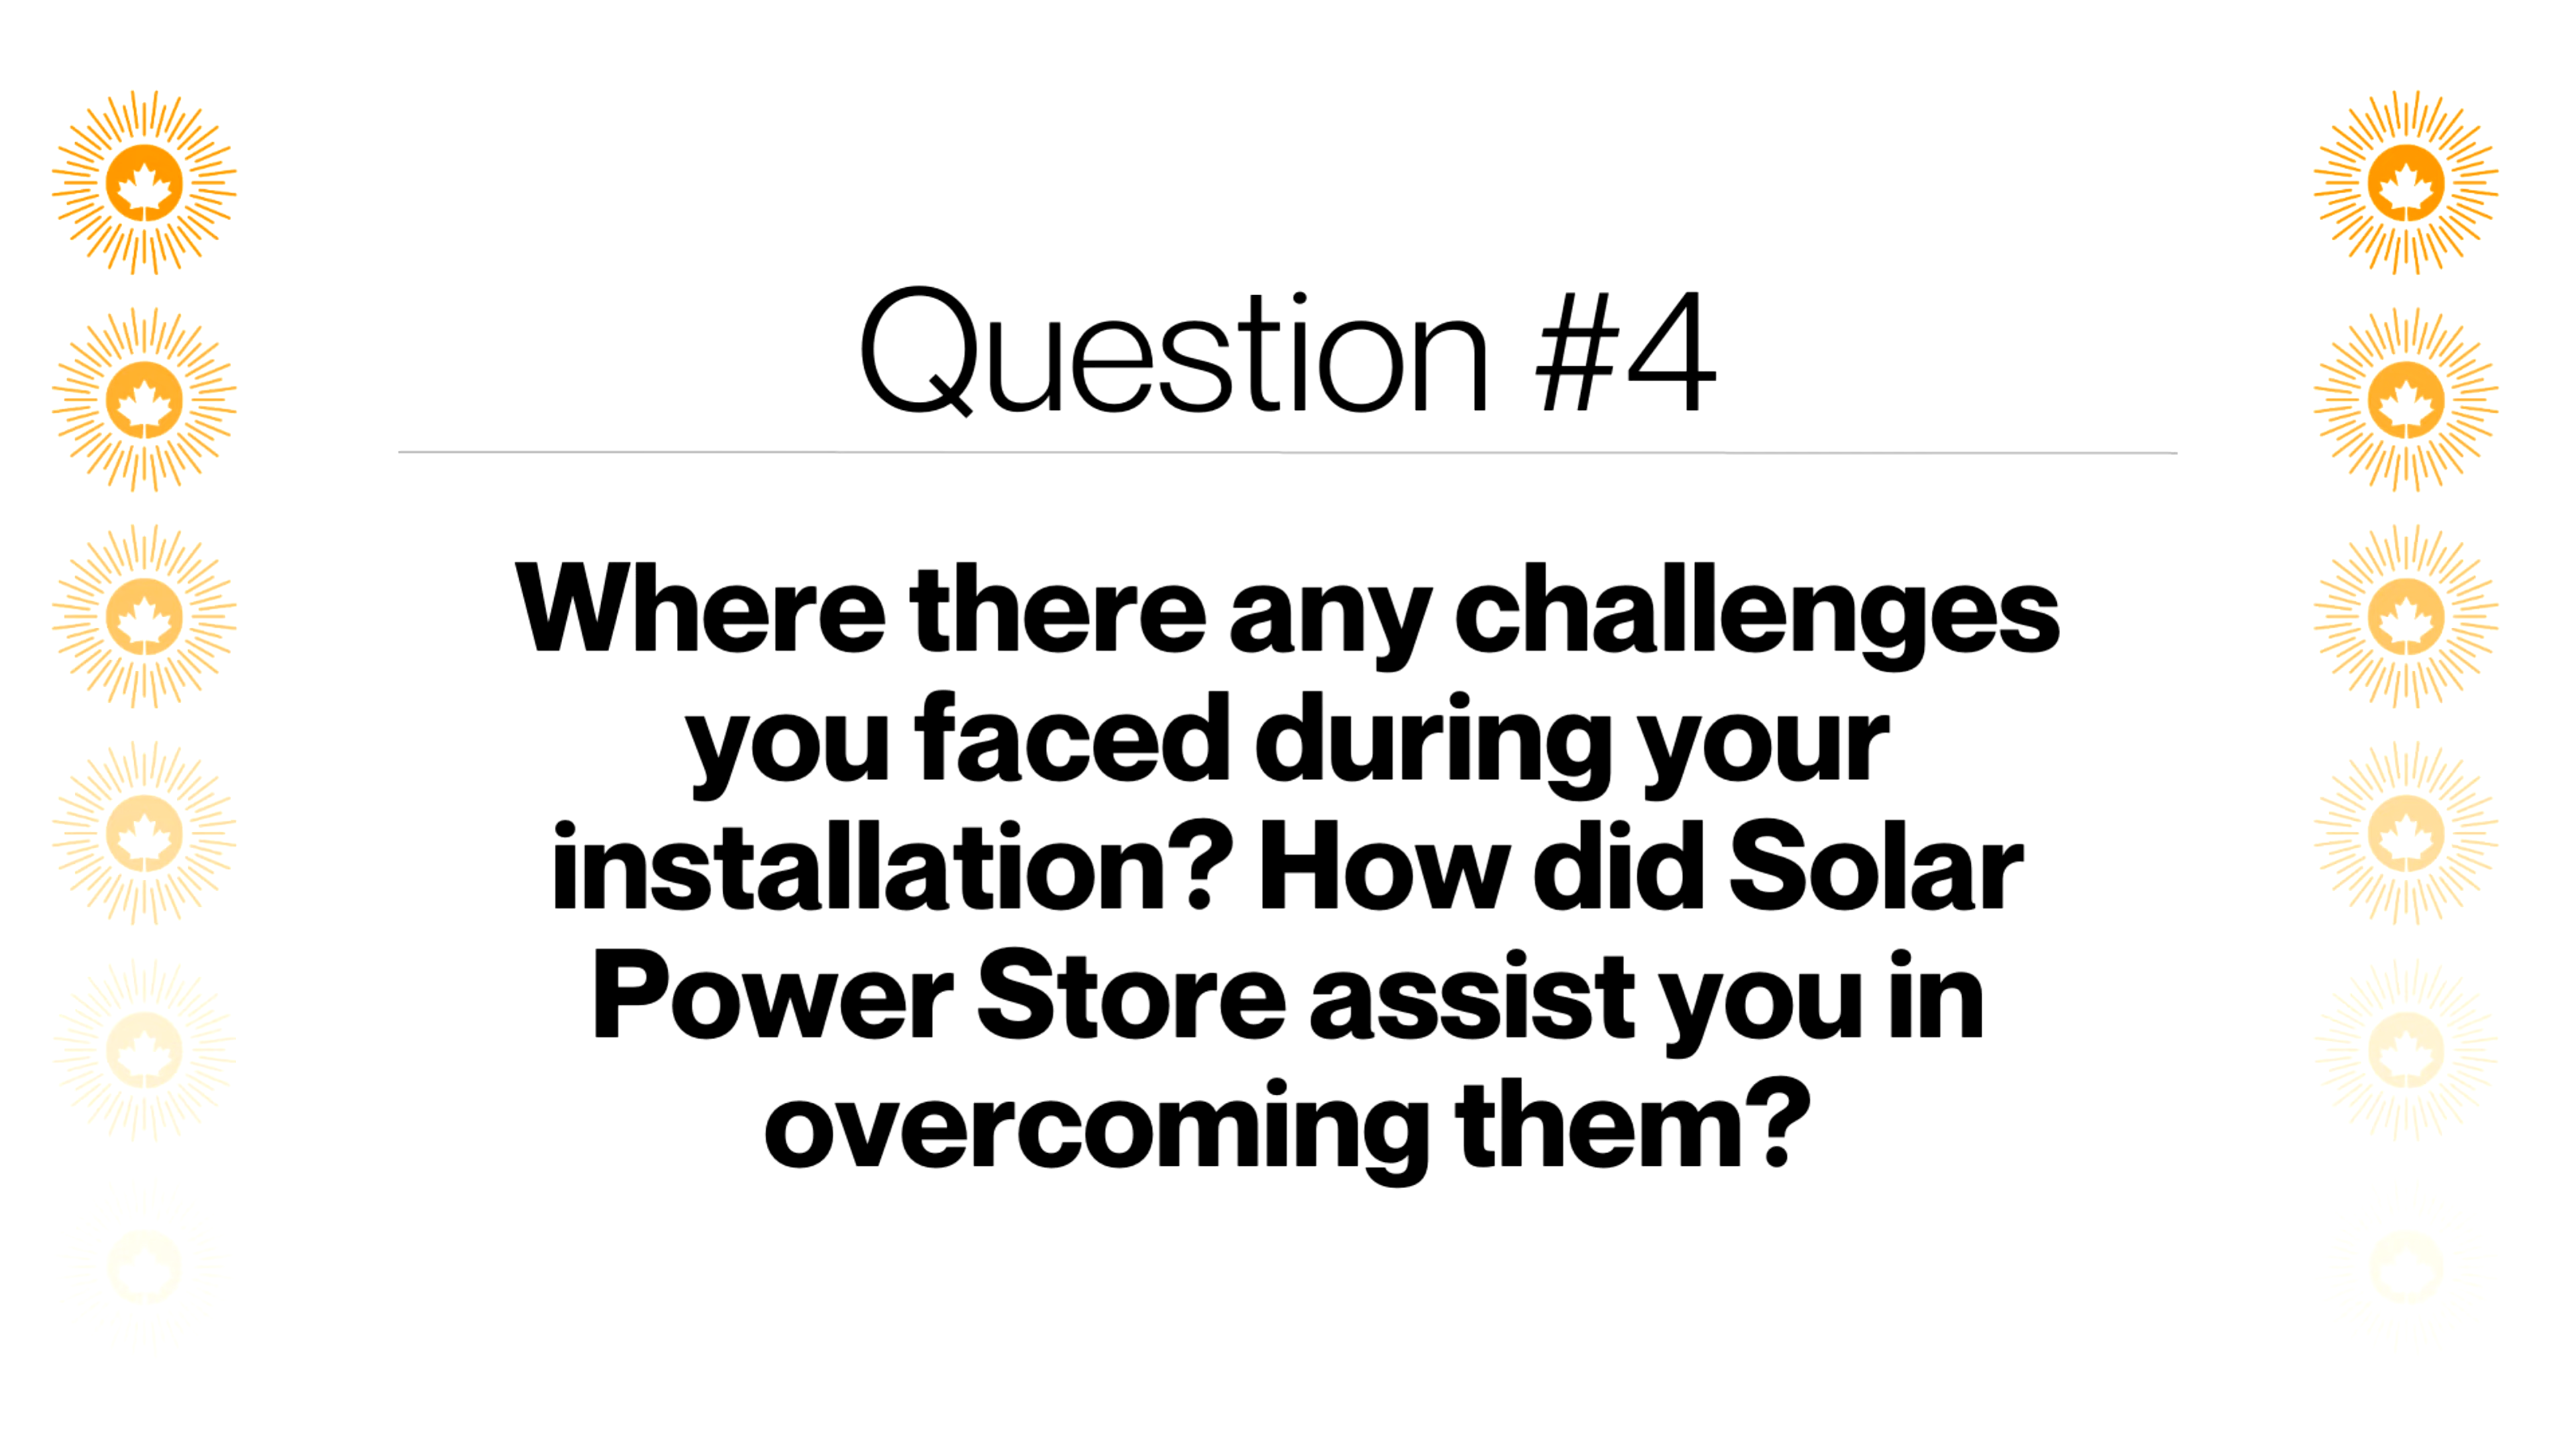 Question #4
Where there any challenges
you faced during your
installation? How did Solar
Power Store assist you in
overcoming them?